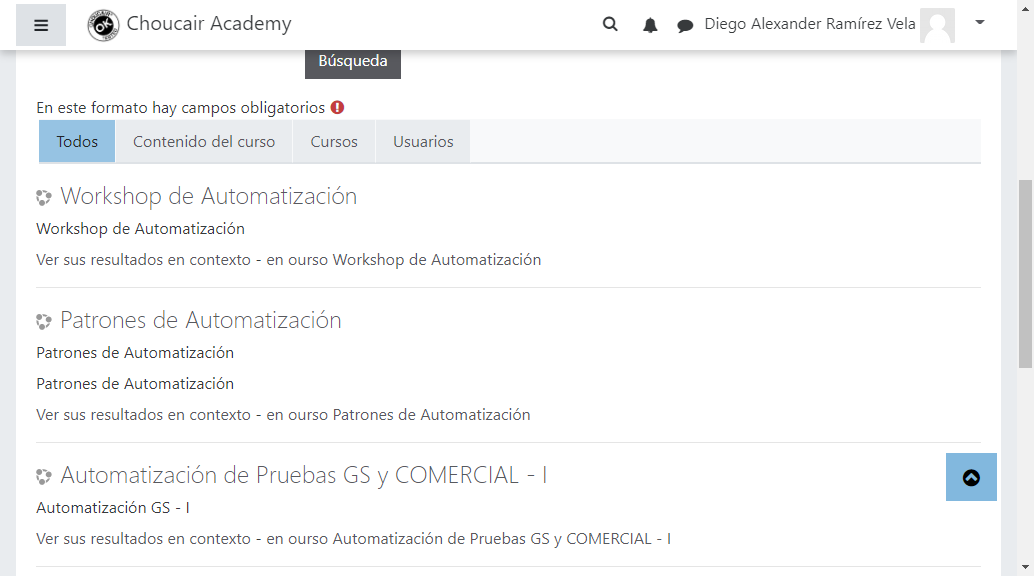 Choucair Academy
Diego Alexander Ramírez Vela
Búsqueda
En este formato hay campos obligatorios
Todos
Contenido del curso
Cursos
Usuarios
Workshop de Automatización
Workshop de Automatización
Ver sus resultados en contexto - en ourso Workshop de Automatización
Patrones de Automatización
Patrones de Automatización
Patrones de Automatización
Ver sus resultados en contexto - en ourso Patrones de Automatización
Automatización de Pruebas GS y COMERCIAL - I
Automatización GS - I
Ver sus resultados en contexto - en ourso Automatización de Pruebas GS y COMERCIAL - I